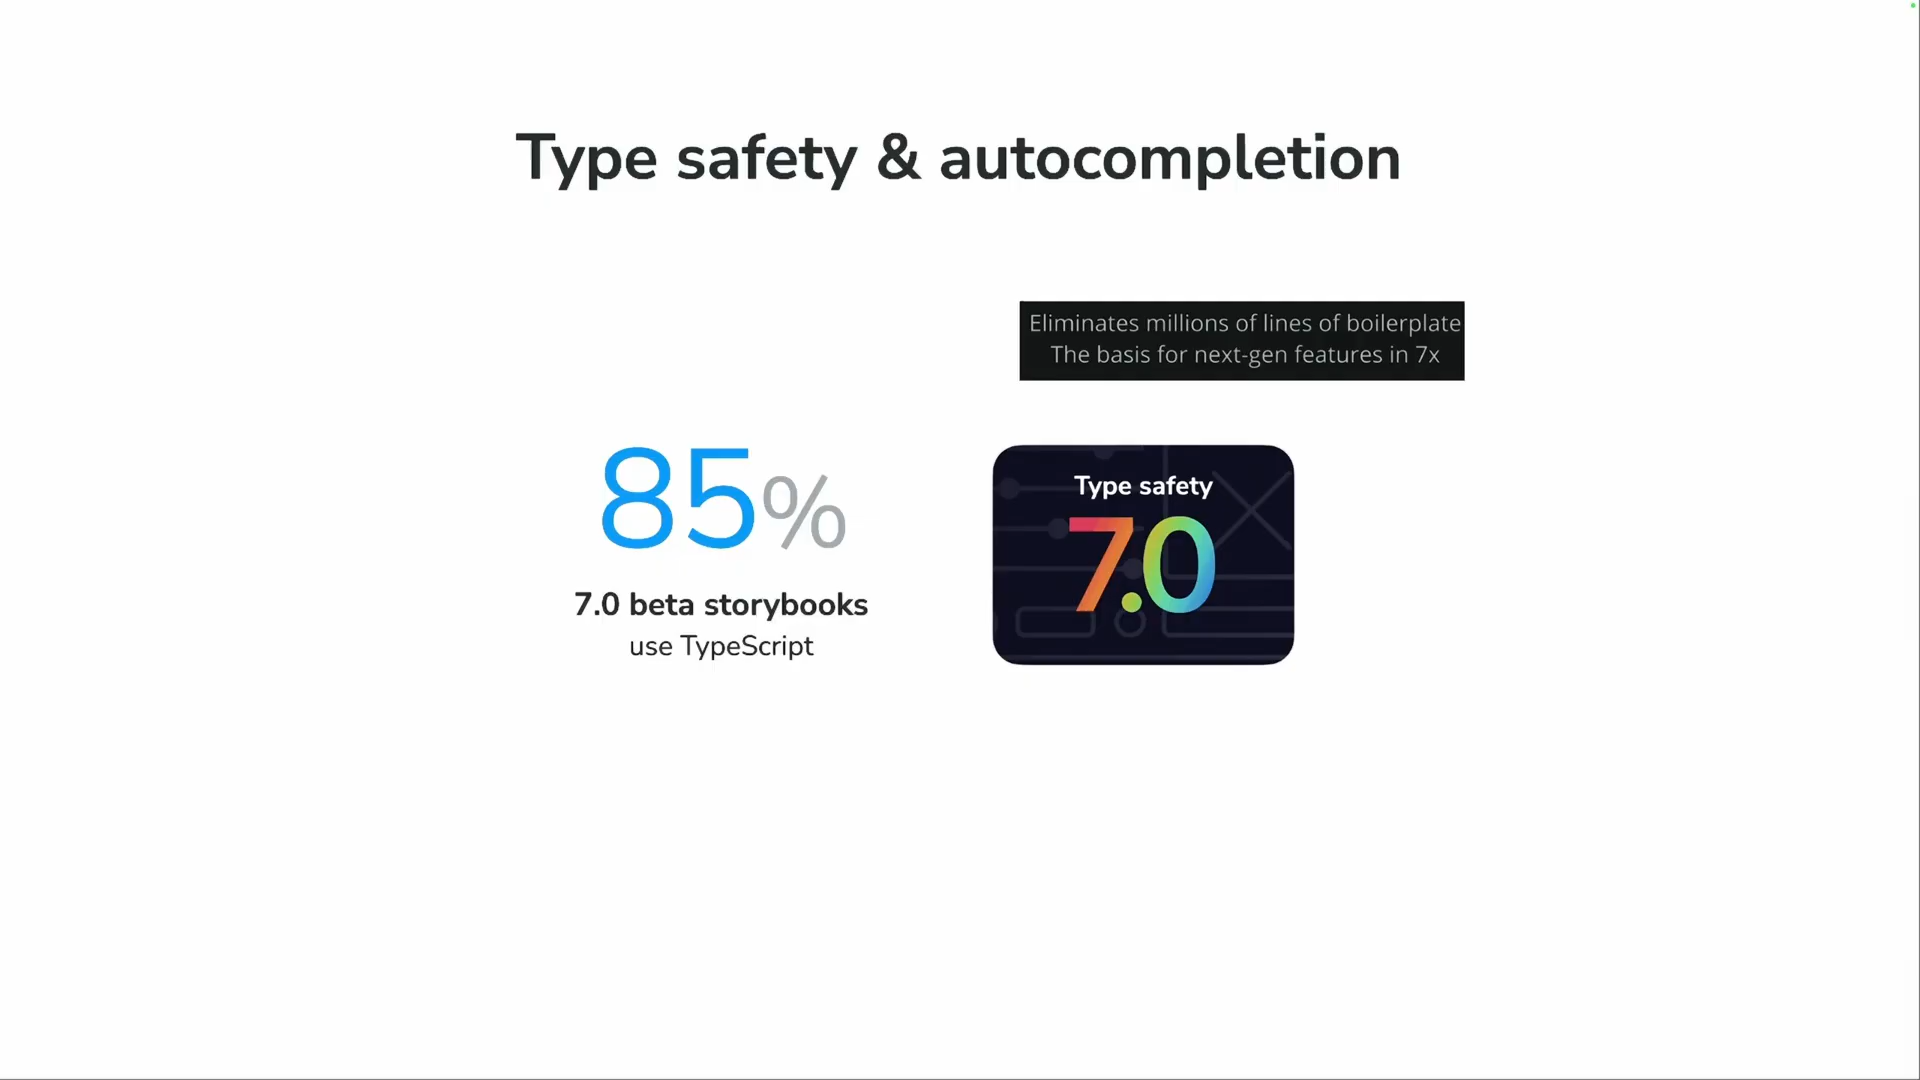 Type safety & autocompletion
Eliminates millions of lines of boilerplate
The basis for next-gen features in 7x
85%
7.0 beta storybooks
use TypeScript
Type safety
7.0